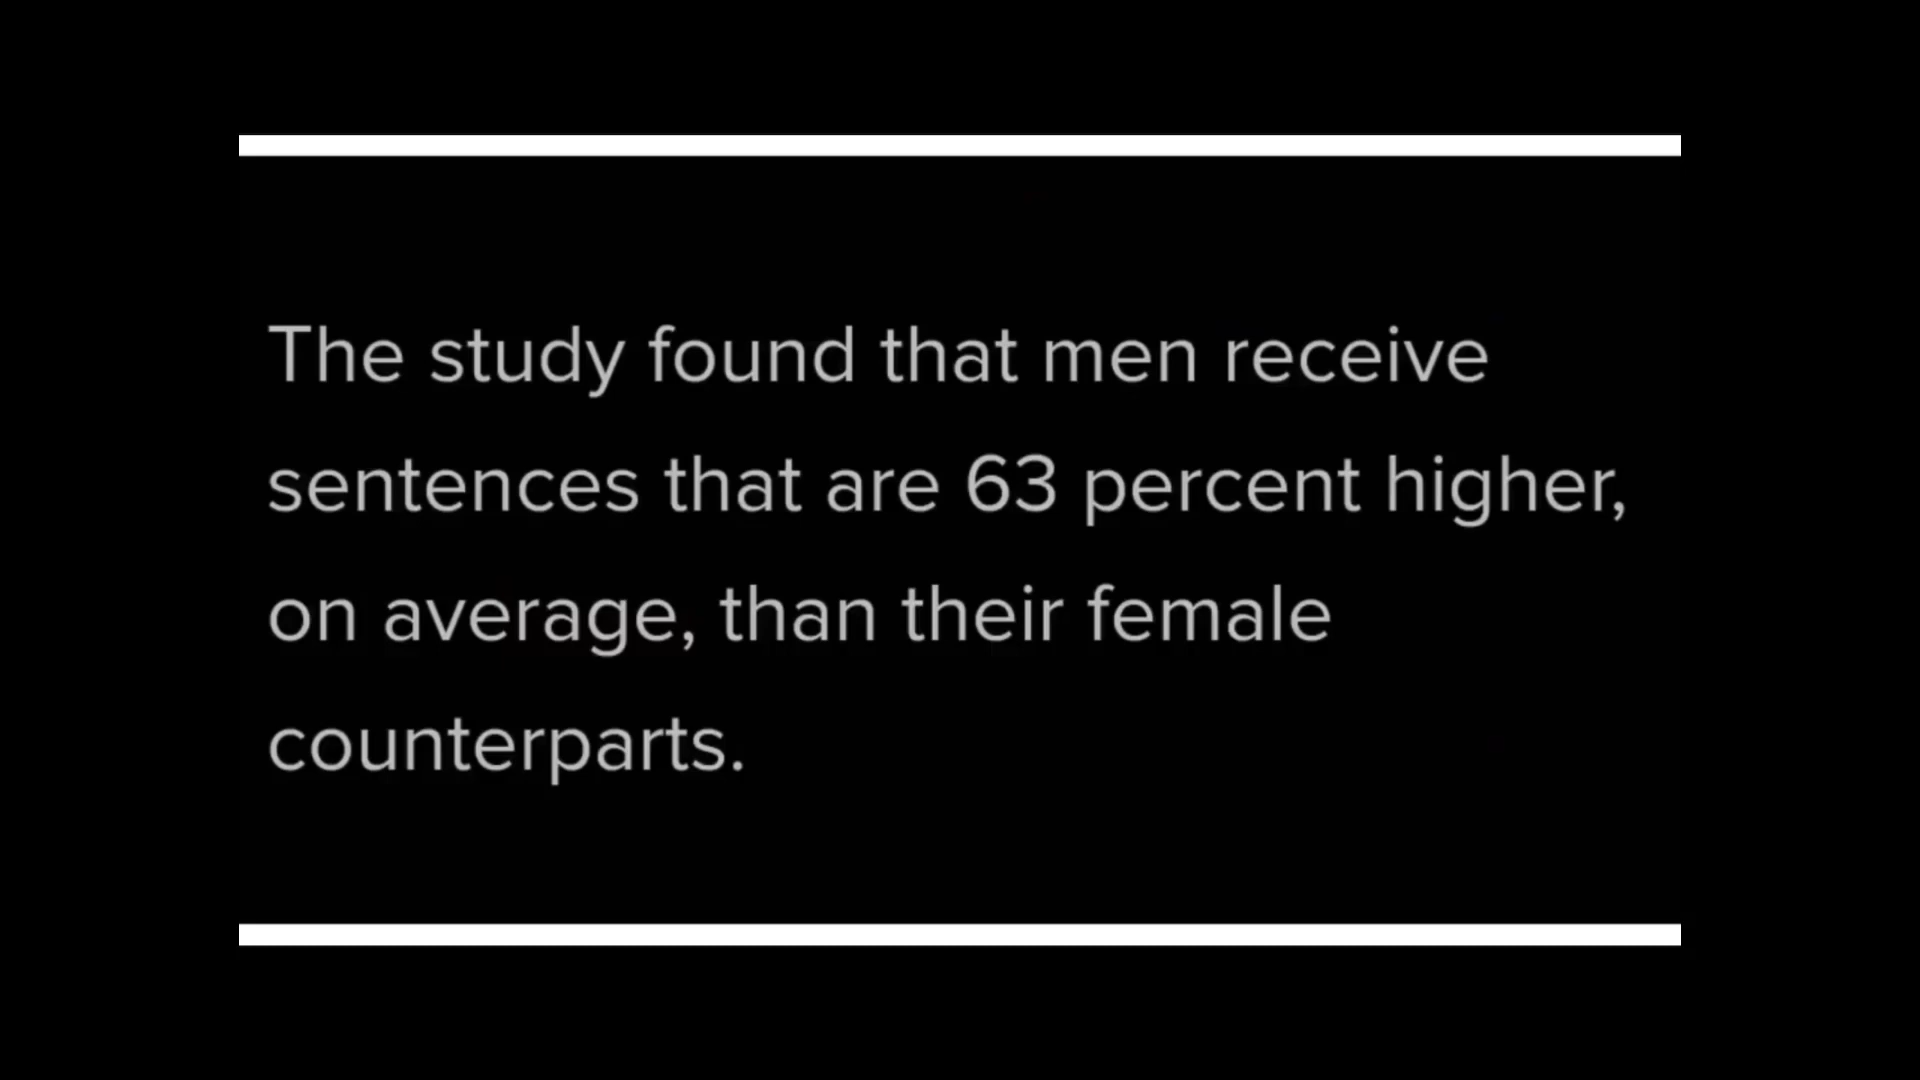 The study found that men receive
sentences that are 63 percent higher,
on average, than their female
counterparts.